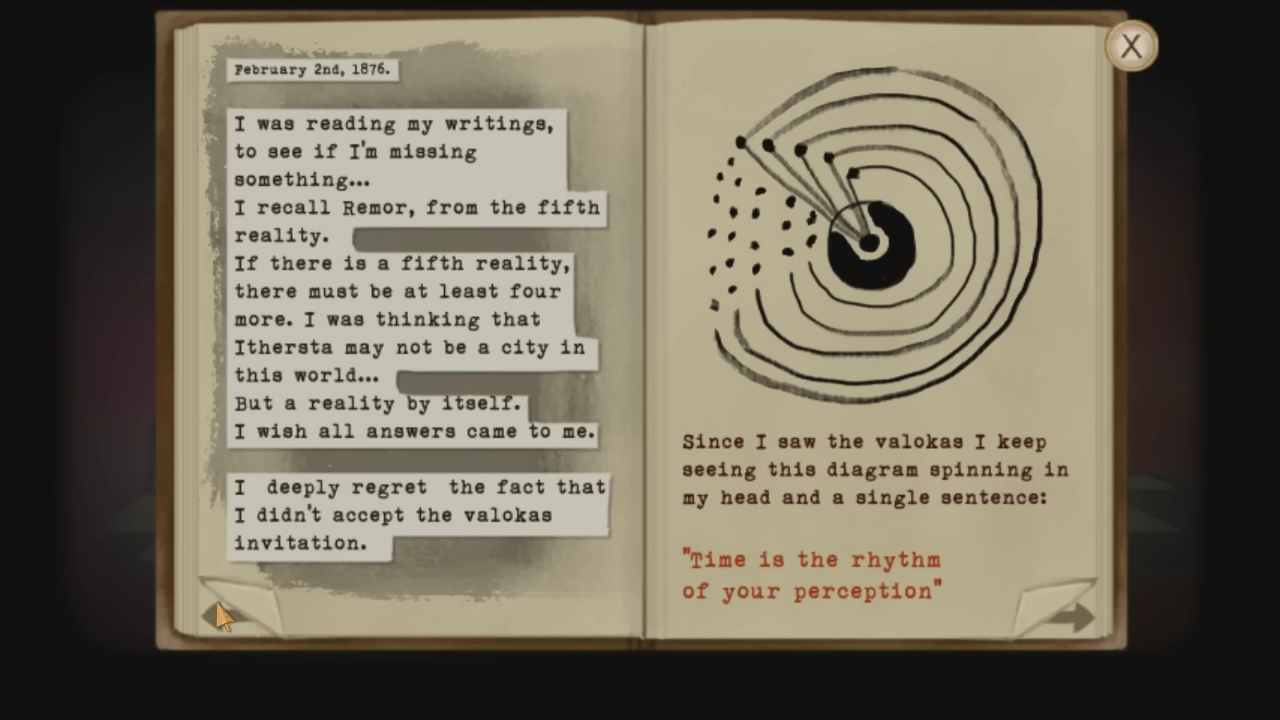 February 2nd, 1876.
I was reading my writings,
to see if I'm missing
something...
I recall Remor, from the fifth
reality.
If there is a fifth reality,
there must be at least four
more. I was thinking that
Ithersta may not be a city in
this world...
But a reality by itself.
I wish all answers came to me.
I deeply regret the fact that
I didn't accept the valokas
invitation.
X
Since I saw the valokas I keep
seeing this diagram spinning in
my head and a single sentence:
"Time is the rhythm
of your perception"